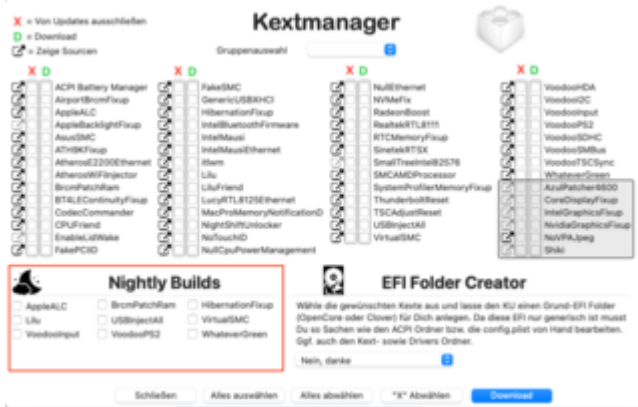 X = Von Updates ausschließen
D = Download
= Zeige Sourcen
Kextmanager
Gruppenauswahl
X D
X D
X D
X D
ACPI Battery Manager
AirportBrcmFixup
AppleALC
AppleBacklightFixup
AsusSMC
ATH9KFixup
AtherosE2200Ethernet
AtherosWiFiInjector
BrcmPatchRam
BT4LEContinuityFixup
CodecCommander
CPUFriend
EnableLidWake
FakePCIID
FakeSMC
GenericUSBXHCI
HibernationFixup
IntelBluetoothFirmware
IntelMausi
IntelMausiEthernet
itlwm
Lilu
LiluFriend
LucyRTL8125Ethernet
MacProMemoryNotificationD
NightShiftUnlocker
NoTouchID
NullCpuPowerManagement
NullEthernet
NVMeFix
RadeonBoost
RealtekRTL8111
RTCMemoryFixup
SinetekRTSX
SmallTreeIntel82576
SMCAMDProcessor
SystemProfilerMemoryFixup
ThunderboltReset
TSCAdjustReset
USBInjectAll
VirtualSMC
VoodooHDA
VoodooI2C
VoodooInput
VoodooPS2
VoodooSDHC
VoodooSMBus
VoodooTSCSync
WhateverGreen
AzulPatcher4600
CoreDisplayFixup
IntelGraphicsFixup
NvidiaGraphicsFixup
NoVPAJpeg
Shiki
Nightly Builds
AppleALC
BrcmPatchRam
HibernationFixup
Lilu
USBInjectAll
VirtualSMC
VoodooInput
VoodooPS2
WhateverGreen
EFI Folder Creator
Wähle die gewünschten Kexte aus und lasse den KU einen Grund-EFI Folder
(OpenCore oder Clover) für Dich anlegen. Da diese EFI nur generisch ist musst
Du so Sachen wie den ACPI Ordner bzw. die config.plist von Hand bearbeiten.
Ggf. auch den Kext- sowie Drivers Ordner.
Nein, danke
Schließen
Alles auswählen
Alles abwählen
"X" Abwählen
Download